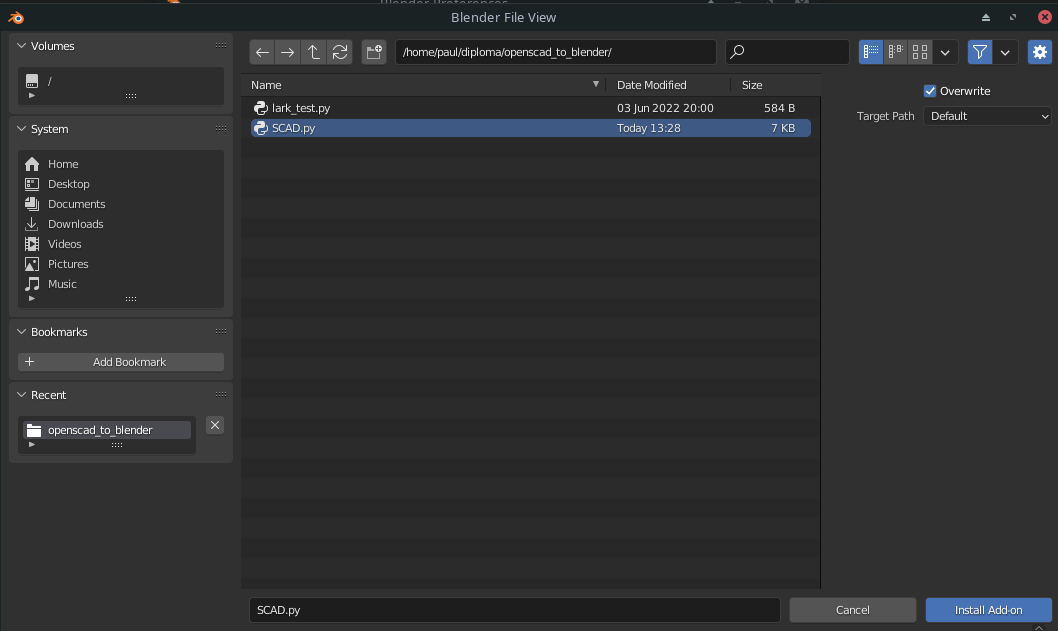 Blender Preferences
Blender File View
Volumes
/
System
Home
Desktop
Documents
Downloads
Videos
Pictures
Music
Bookmarks
Add Bookmark
Recent
openscad_to_blender
/home/paul/diploma/openscad_to_blender/
Name Date Modified Size
lark_test.py 03 Jun 2022 20:00 584 B
SCAD.py Today 13:28 7 KB
Overwrite
Target Path Default
SCAD.py
Cancel
Install Add-on